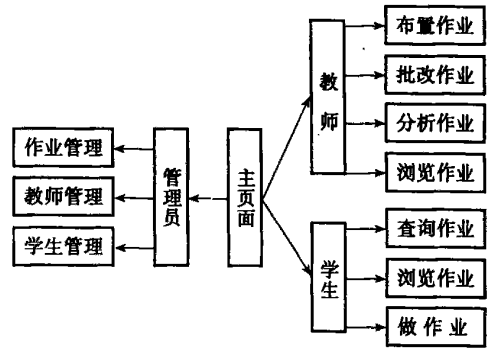 布置作业
批改作业
分析作业
浏览作业
教师
作业管理
教师管理
学生管理
管理员
主页面
学生
查询作业
浏览作业
做作业